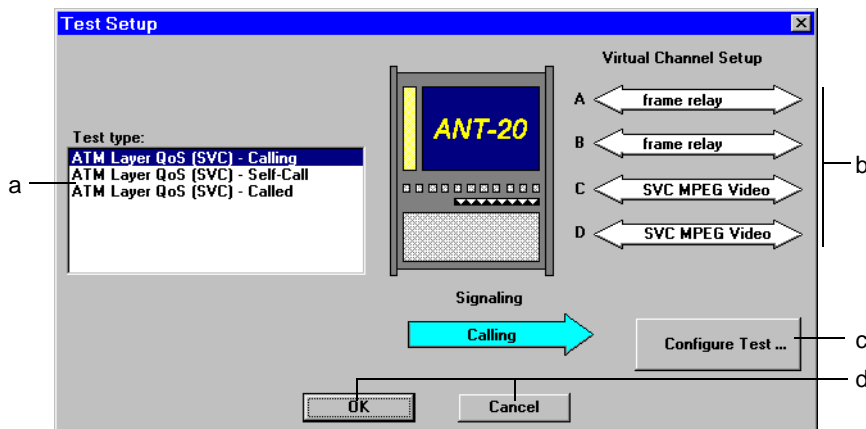 Test Setup
Virtual Channel Setup
A frame relay
ANT-20
B frame relay
Test type:
ATM Layer QoS (SVC) - Calling
ATM Layer QoS (SVC) - Self-Call
ATM Layer QoS (SVC) - Called
C SVC MPEG Video
D SVC MPEG Video
a
b
Signaling
Calling
Configure Test ...
c
d
OK
Cancel